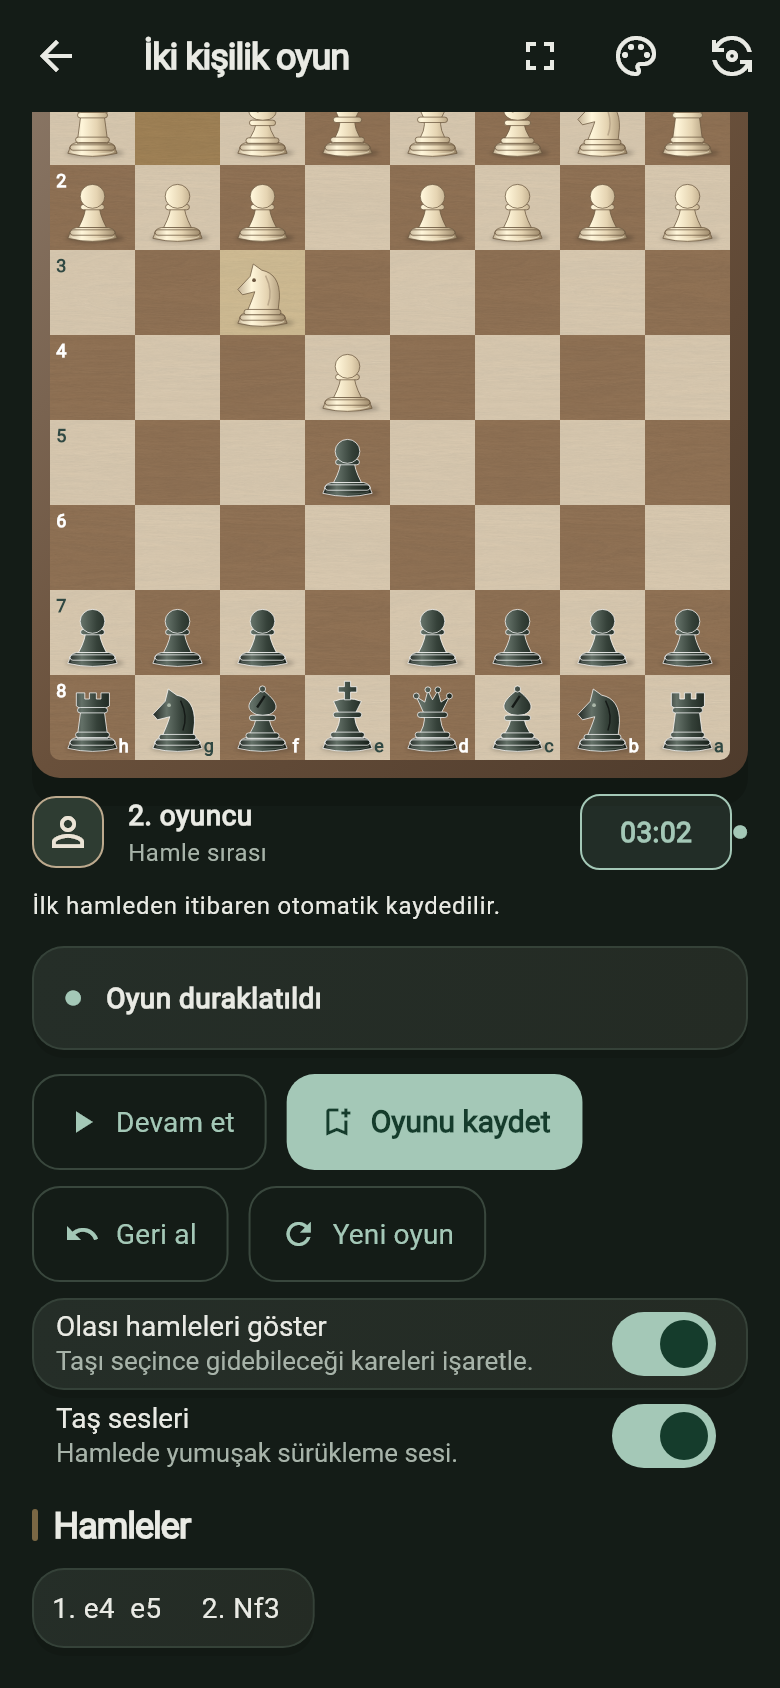 İki kişilik oyun
2
3
4
5
6
7
8
h g f e d c b a
2. oyuncu
03:02
Hamle sırası
İlk hamleden itibaren otomatik kaydedilir.
Oyun duraklatıldı
Devam et
Oyunu kaydet
Geri al
Yeni oyun
Olası hamleleri göster
Taşı seçince gidebileceği kareleri işaretle.
Taş sesleri
Hamlede yumuşak sürükleme sesi.
Hamleler
1. e4 e5 2. Nf3